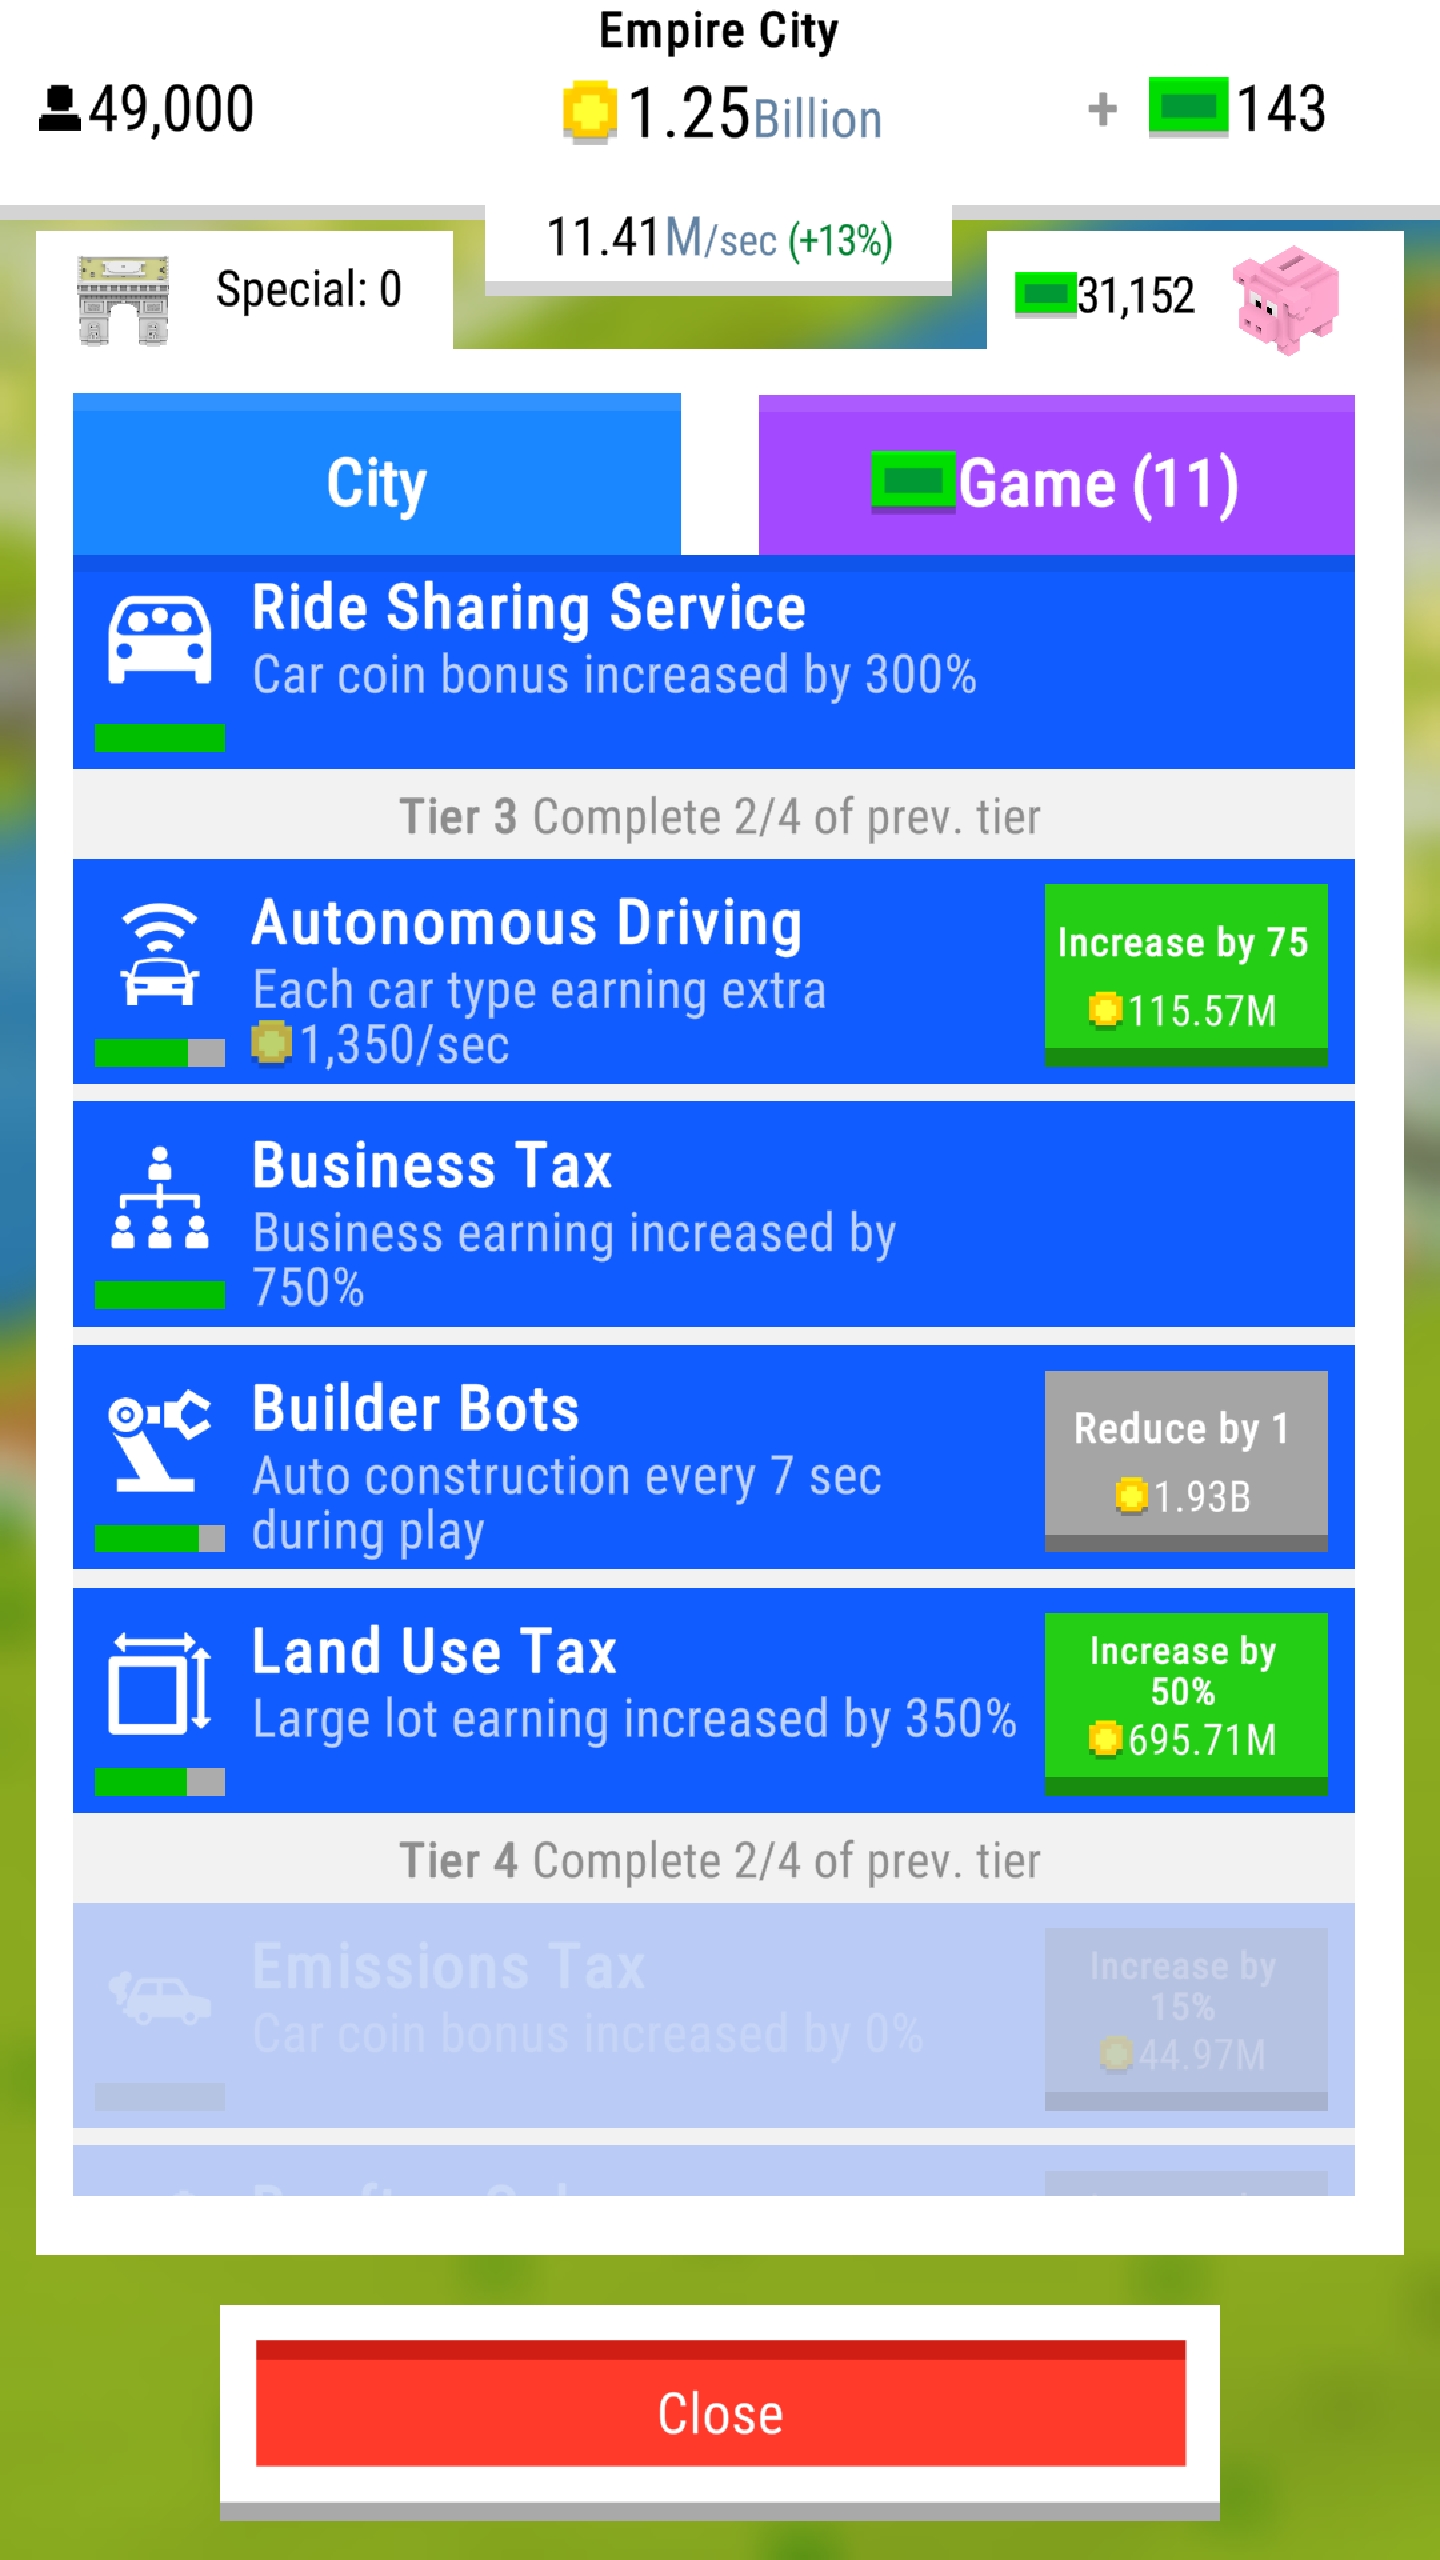 Empire City
49,000
1.25Billion
+ 143
11.41M/sec (+13%)
Special: 0
31,152
City
Game (11)
Ride Sharing Service
Car coin bonus increased by 300%
Tier 3 Complete 2/4 of prev. tier
Autonomous Driving
Each car type earning extra
1,350/sec
Increase by 75
115.57M
Business Tax
Business earning increased by
750%
Builder Bots
Auto construction every 7 sec
during play
Reduce by 1
1.93B
Land Use Tax
Large lot earning increased by 350%
Increase by
50%
695.71M
Tier 4 Complete 2/4 of prev. tier
Emissions Tax
Car coin bonus increased by 0%
Increase by
15%
44.97M
Close